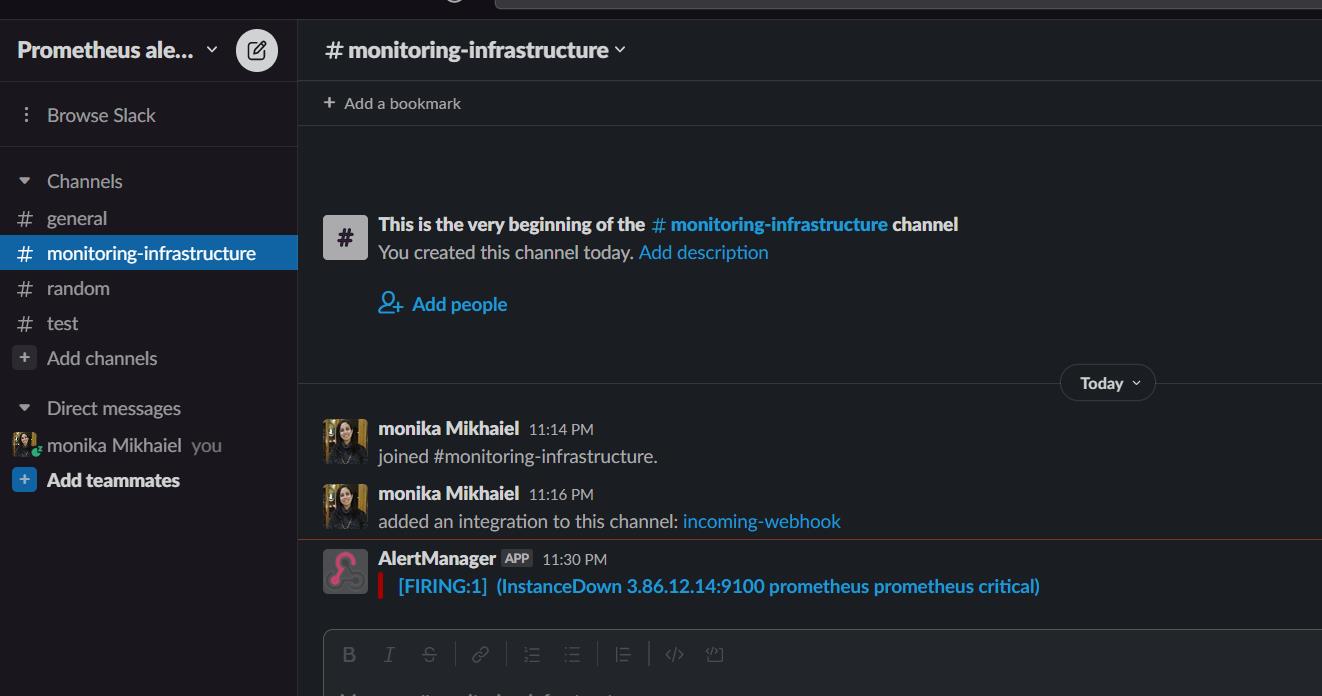 Prometheus ale...
# monitoring-infrastructure
+ Add a bookmark
Browse Slack
Channels
# general
# monitoring-infrastructure
# random
# test
+ Add channels
Direct messages
monika Mikhaiel you
+ Add teammates
#
This is the very beginning of the # monitoring-infrastructure channel
You created this channel today. Add description
Add people
Today
monika Mikhaiel 11:14 PM
joined #monitoring-infrastructure.
monika Mikhaiel 11:16 PM
added an integration to this channel: incoming-webhook
AlertManager APP 11:30 PM
[FIRING:1] (InstanceDown 3.86.12.14:9100 prometheus prometheus critical)
B I S